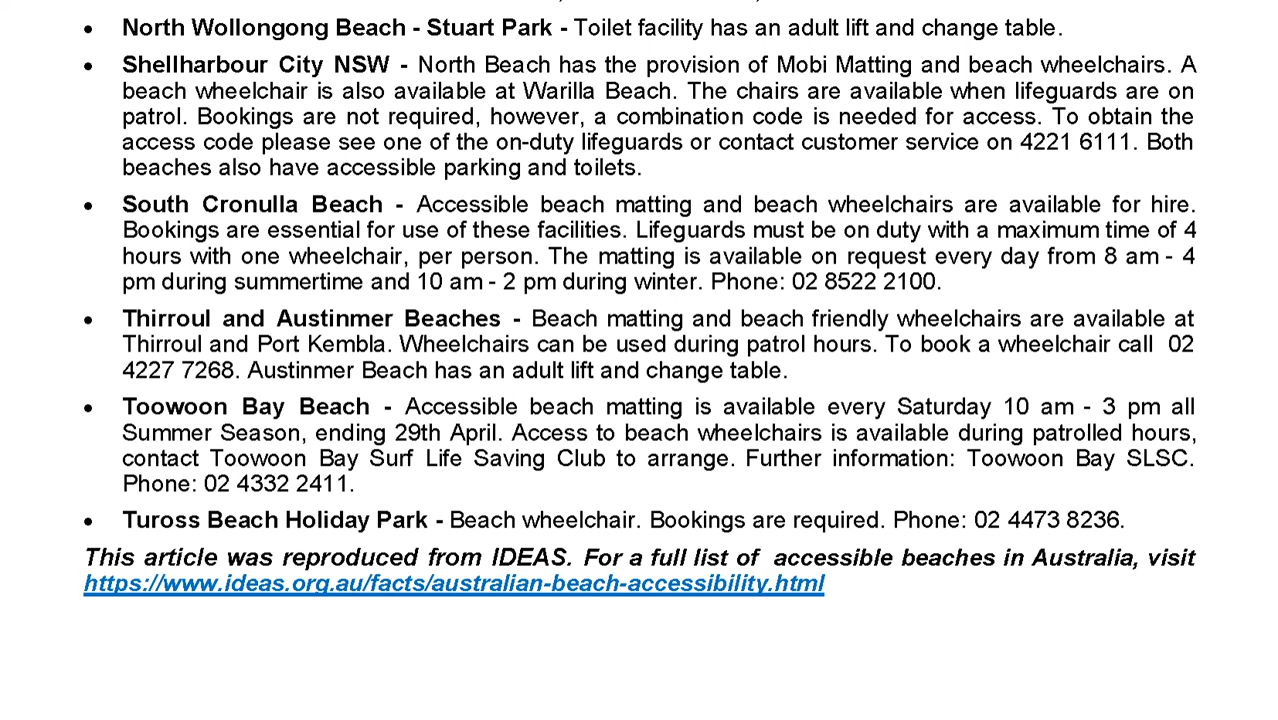 • North Wollongong Beach - Stuart Park - Toilet facility has an adult lift and change table.
• Shellharbour City NSW - North Beach has the provision of Mobi Matting and beach wheelchairs. A
beach wheelchair is also available at Warilla Beach. The chairs are available when lifeguards are on
patrol. Bookings are not required, however, a combination code is needed for access. To obtain the
access code please see one of the on-duty lifeguards or contact customer service on 4221 6111. Both
beaches also have accessible parking and toilets.
• South Cronulla Beach - Accessible beach matting and beach wheelchairs are available for hire.
Bookings are essential for use of these facilities. Lifeguards must be on duty with a maximum time of 4
hours with one wheelchair, per person. The matting is available on request every day from 8 am - 4
pm during summertime and 10 am - 2 pm during winter. Phone: 02 8522 2100.
• Thirroul and Austinmer Beaches - Beach matting and beach friendly wheelchairs are available at
Thirroul and Port Kembla. Wheelchairs can be used during patrol hours. To book a wheelchair call 02
4227 7268. Austinmer Beach has an adult lift and change table.
• Toowoon Bay Beach - Accessible beach matting is available every Saturday 10 am - 3 pm all
Summer Season, ending 29th April. Access to beach wheelchairs is available during patrolled hours,
contact Toowoon Bay Surf Life Saving Club to arrange. Further information: Toowoon Bay SLSC.
Phone: 02 4332 2411.
• Tuross Beach Holiday Park - Beach wheelchair. Bookings are required. Phone: 02 4473 8236.
This article was reproduced from IDEAS. For a full list of accessible beaches in Australia, visit
https://www.ideas.org.au/facts/australian-beach-accessibility.html